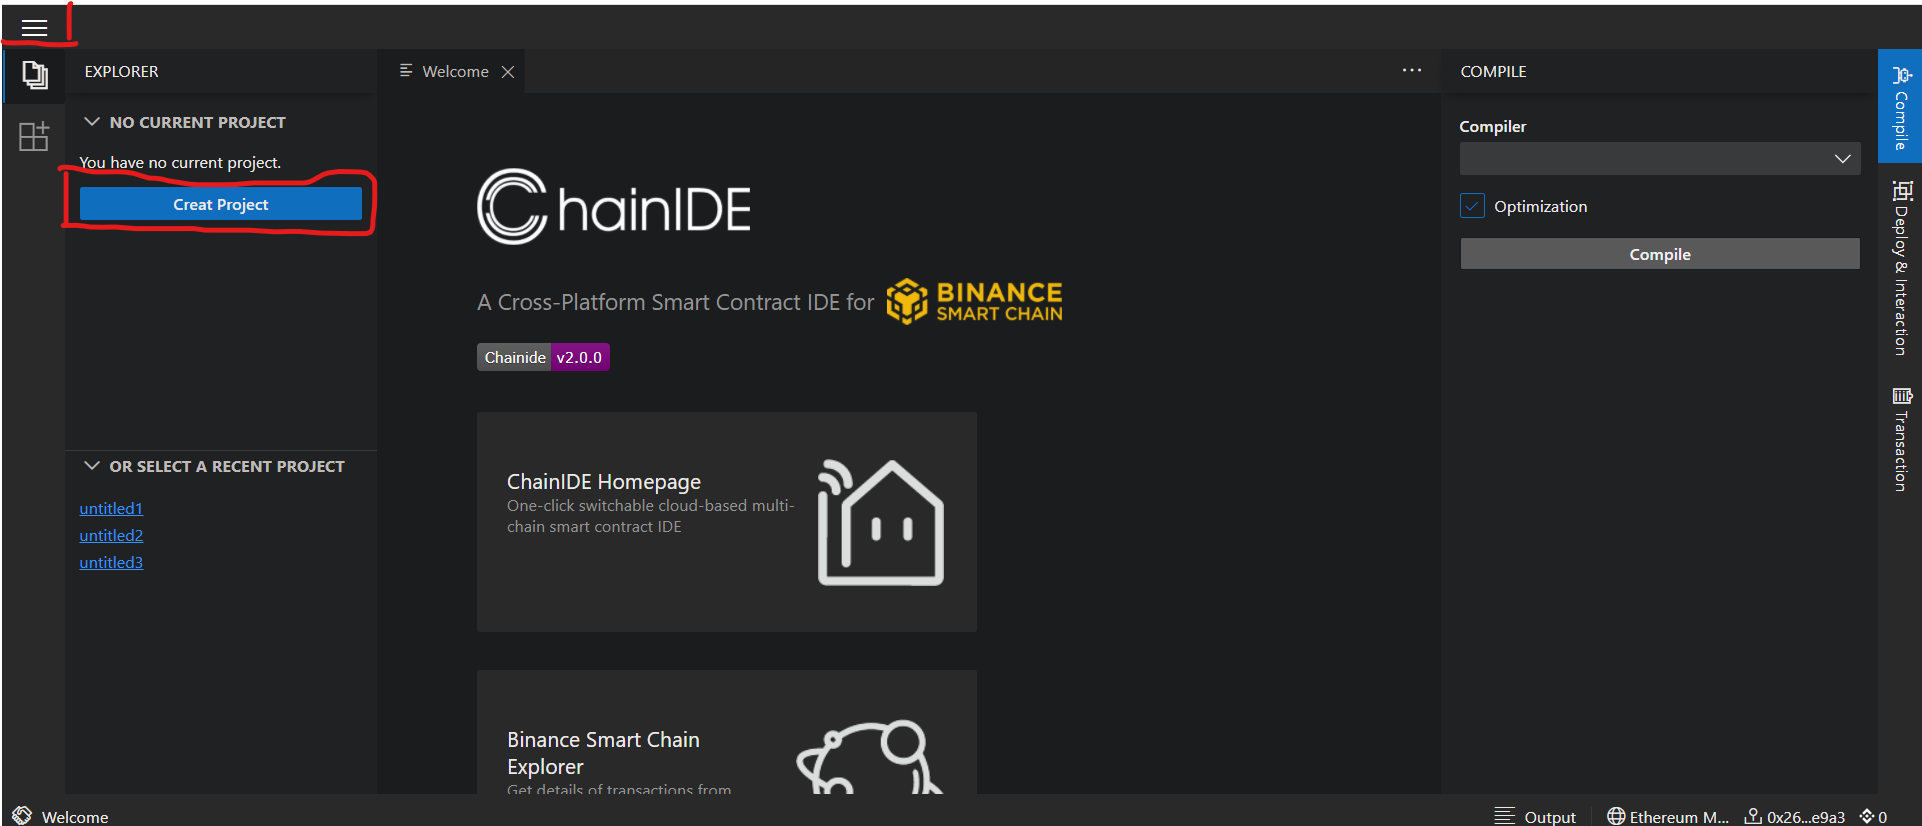 EXPLORER
NO CURRENT PROJECT
You have no current project.
Creat Project
OR SELECT A RECENT PROJECT
untitled1
untitled2
untitled3
Welcome
ChainIDE
A Cross-Platform Smart Contract IDE for BINANCE SMART CHAIN
Chainide v2.0.0
ChainIDE Homepage
One-click switchable cloud-based multi-
chain smart contract IDE
Binance Smart Chain
Explorer
Get details of transactions from
COMPILE
Compiler
Optimization
Compile
Compile
Deploy & Interaction
Transaction
Welcome
Output
Ethereum M...
0x26...e9a3
0